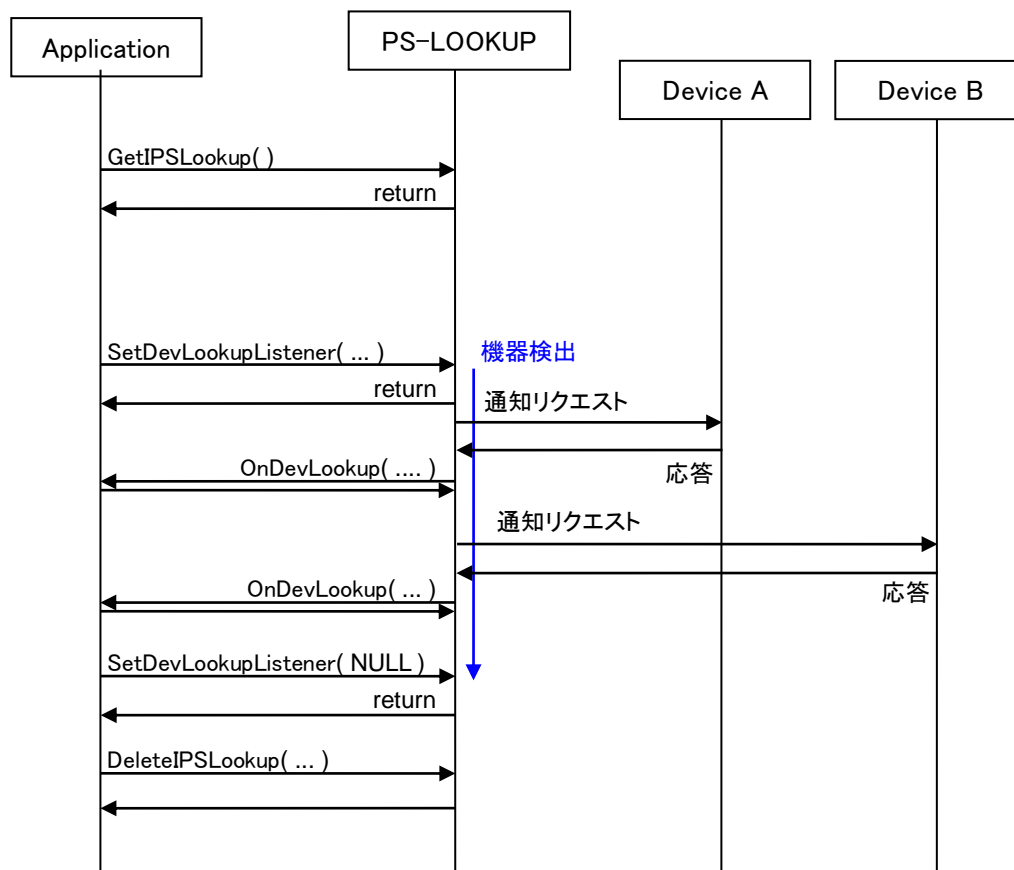 Application
PS-LOOKUP
Device A
Device B
GetIPSLookup( )
return
SetDevLookupListener( ... )
機器検出
return
通知リクエスト
OnDevLookup( .... )
応答
通知リクエスト
OnDevLookup( ... )
応答
SetDevLookupListener( NULL )
return
DeleteIPSLookup( ... )